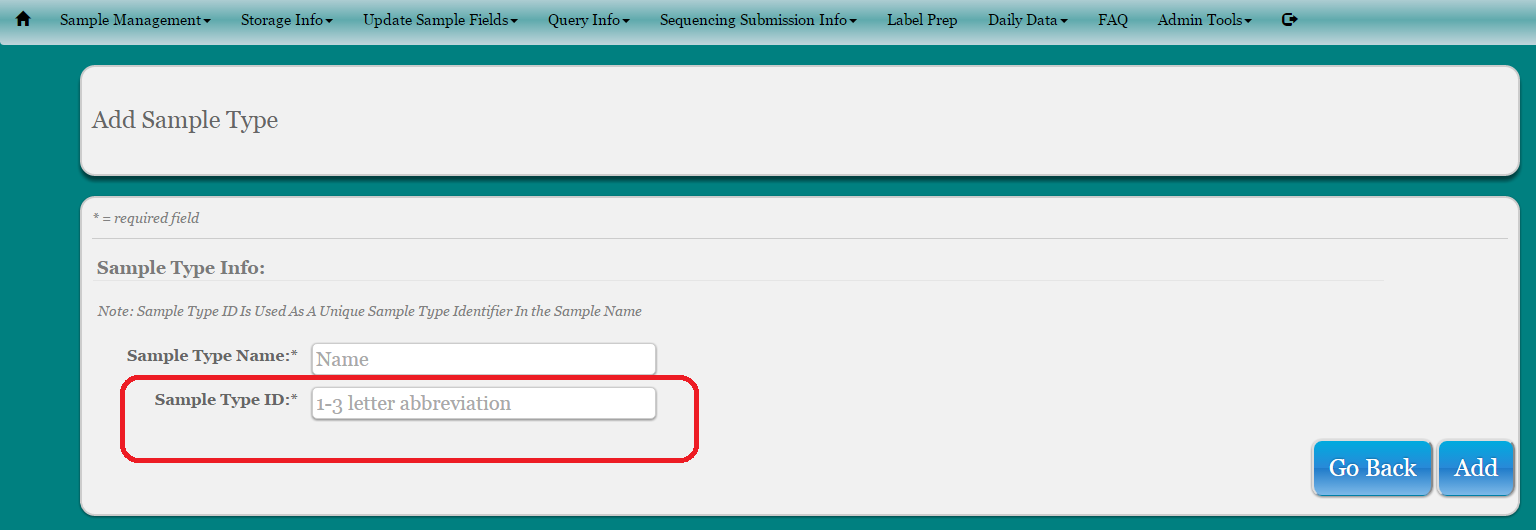 Sample Management Storage Info Update Sample Fields Query Info Sequencing Submission Info Label Prep Daily Data FAQ Admin Tools
Add Sample Type
* = required field
Sample Type Info:
Note: Sample Type ID Is Used As A Unique Sample Type Identifier In the Sample Name
Sample Type Name:* Name
Sample Type ID:* 1-3 letter abbreviation
Go Back Add